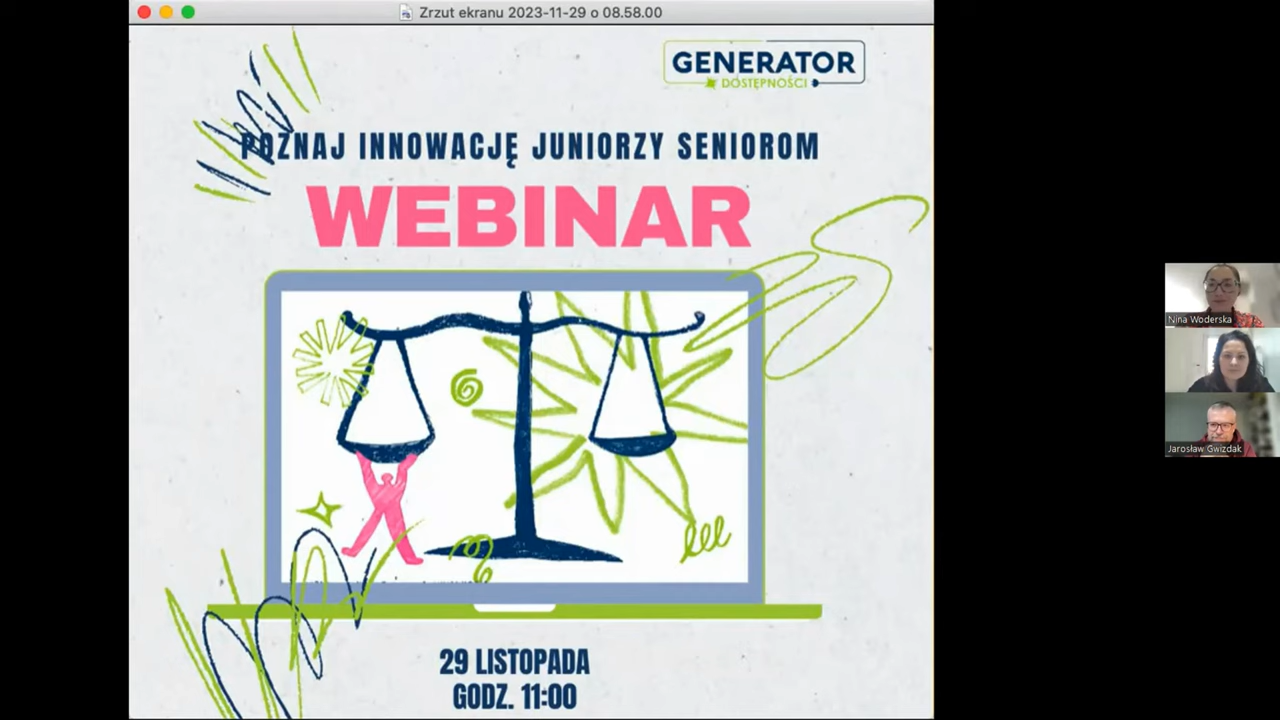 Zrzut ekranu 2023-11-29 o 08.58.00
GENERATOR
DOSTĘPNOŚCI
POZNAJ INNOWACJĘ JUNIORZY SENIOROM
WEBINAR
29 LISTOPADA
GODZ. 11:00
Nina Woderska
Jarosław Gwizdak